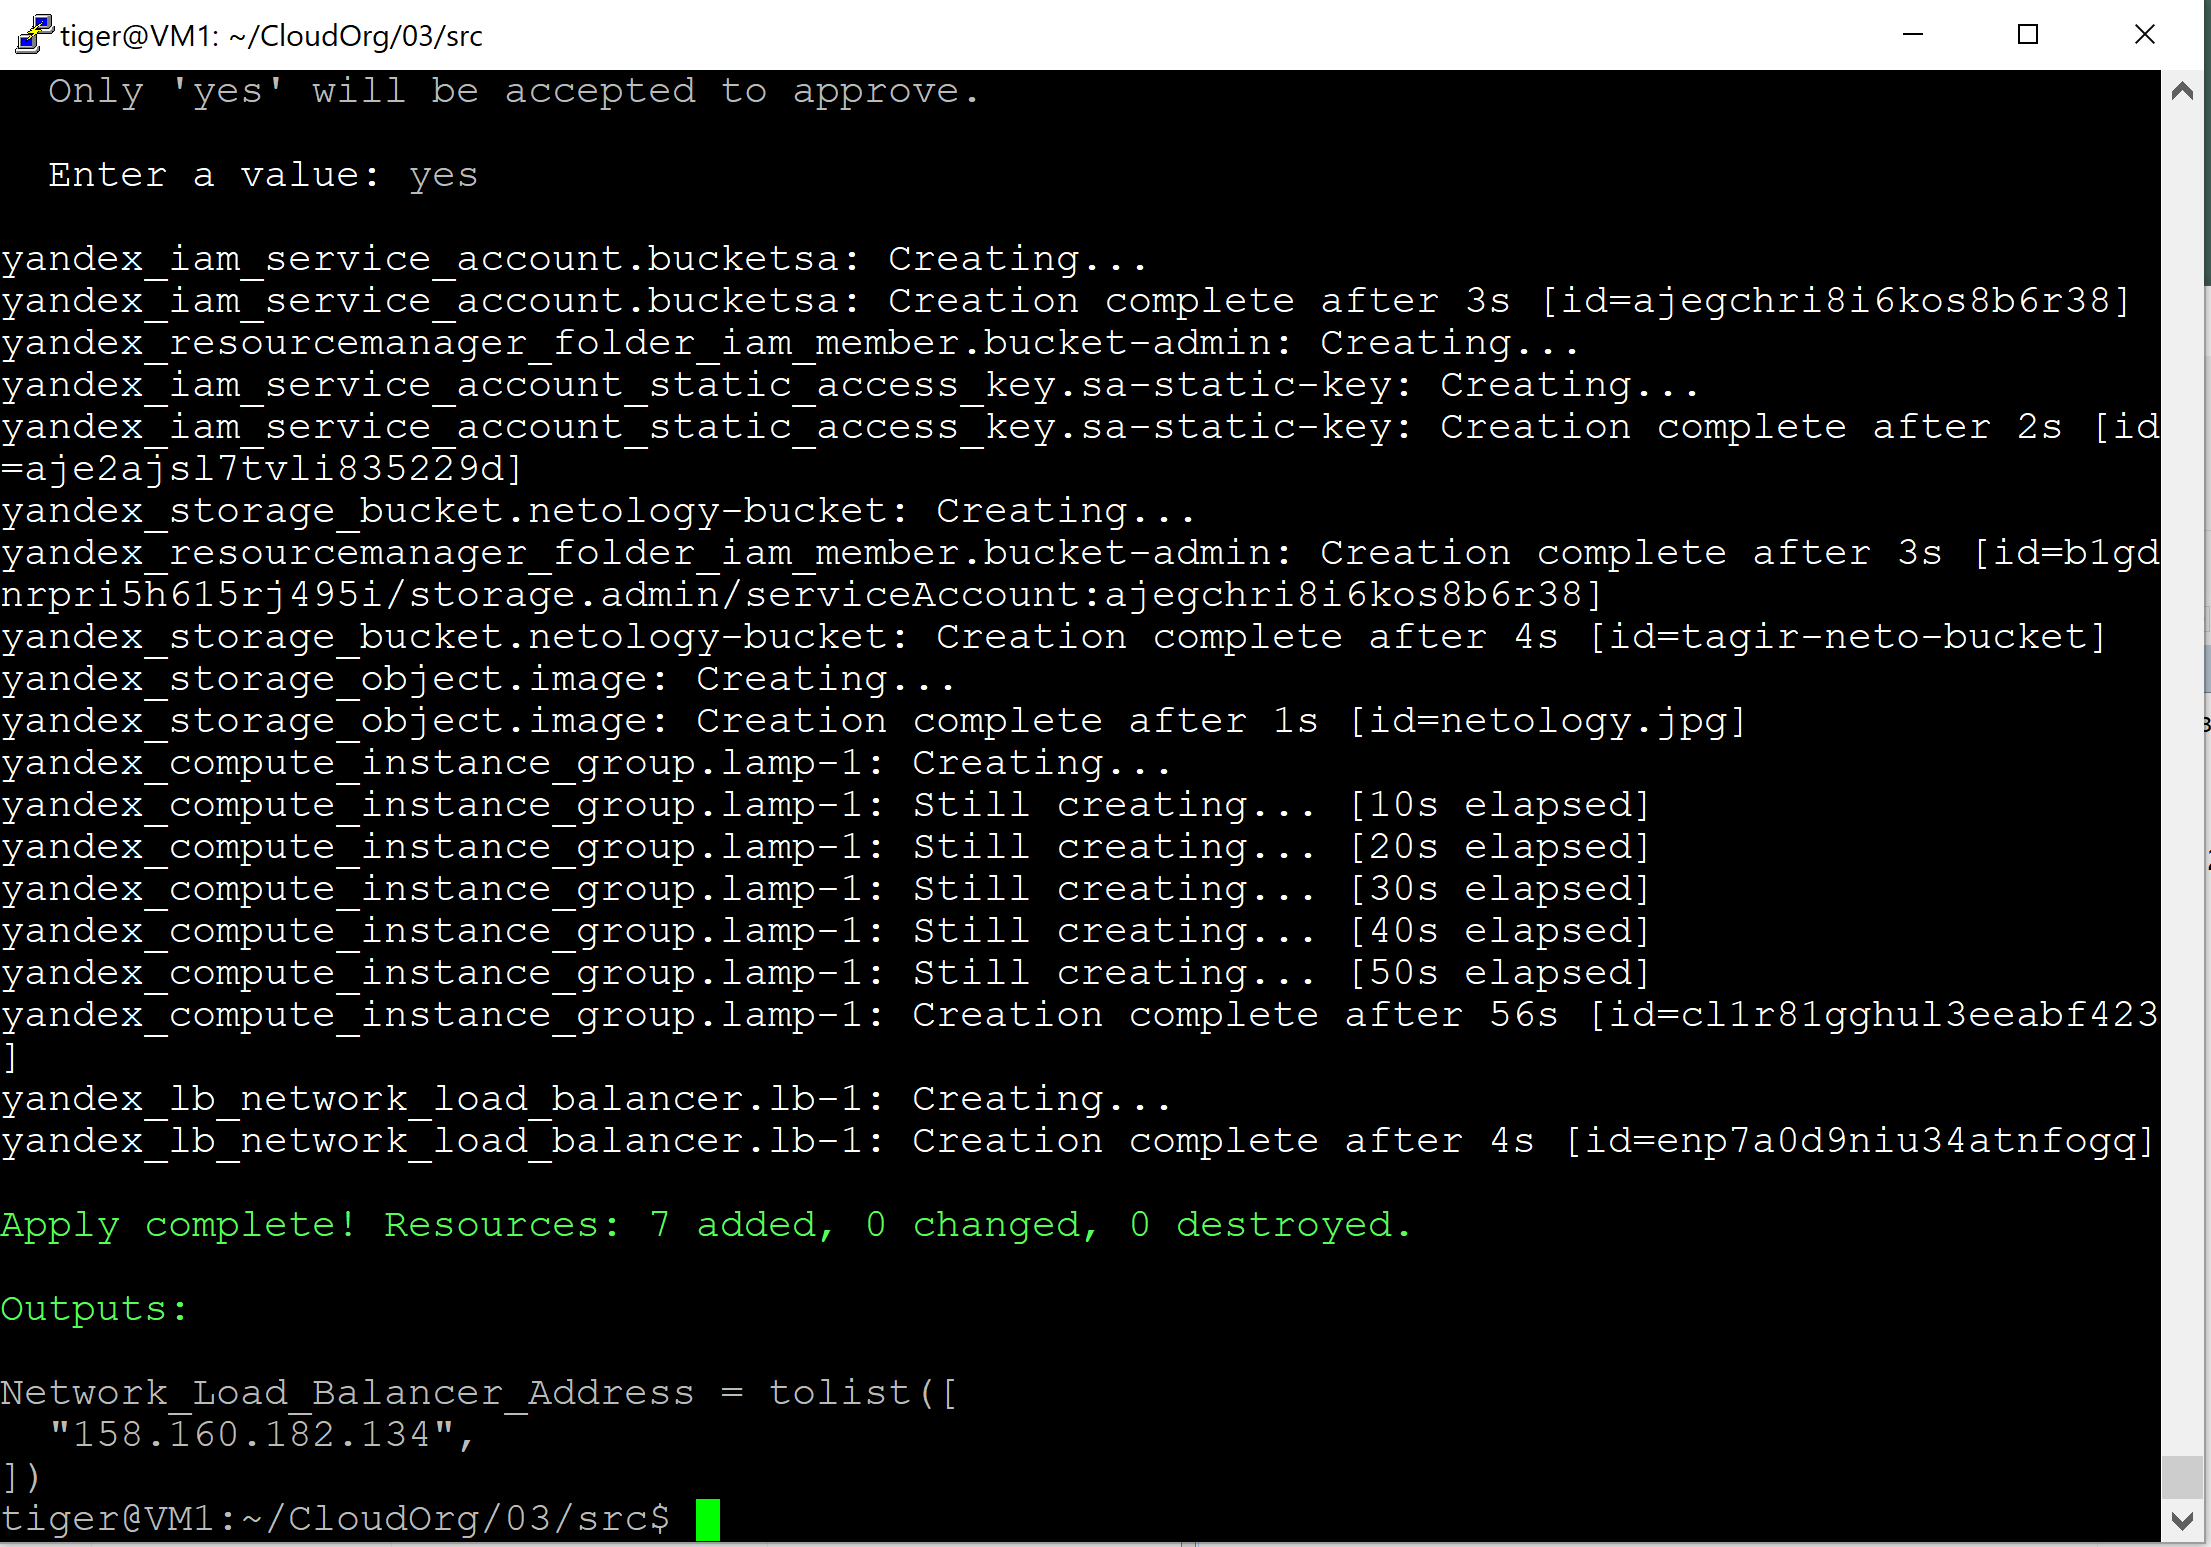 tiger@VM1: ~/CloudOrg/03/src
Only 'yes' will be accepted to approve.
Enter a value: yes
yandex_iam_service_account.bucketsa: Creating...
yandex_iam_service_account.bucketsa: Creation complete after 3s [id=ajegchri8i6kos8b6r38]
yandex_resourcemanager_folder_iam_member.bucket-admin: Creating...
yandex_iam_service_account_static_access_key.sa-static-key: Creating...
yandex_iam_service_account_static_access_key.sa-static-key: Creation complete after 2s [id
=aje2ajsl7tvli835229d]
yandex_storage_bucket.netology-bucket: Creating...
yandex_resourcemanager_folder_iam_member.bucket-admin: Creation complete after 3s [id=b1gd
nrpri5h615rj495i/storage.admin/serviceAccount:ajegchri8i6kos8b6r38]
yandex_storage_bucket.netology-bucket: Creation complete after 4s [id=tagir-neto-bucket]
yandex_storage_object.image: Creating...
yandex_storage_object.image: Creation complete after 1s [id=netology.jpg]
yandex_compute_instance_group.lamp-1: Creating...
yandex_compute_instance_group.lamp-1: Still creating... [10s elapsed]
yandex_compute_instance_group.lamp-1: Still creating... [20s elapsed]
yandex_compute_instance_group.lamp-1: Still creating... [30s elapsed]
yandex_compute_instance_group.lamp-1: Still creating... [40s elapsed]
yandex_compute_instance_group.lamp-1: Still creating... [50s elapsed]
yandex_compute_instance_group.lamp-1: Creation complete after 56s [id=cl1r81gghul3eeabf423
]
yandex_lb_network_load_balancer.lb-1: Creating...
yandex_lb_network_load_balancer.lb-1: Creation complete after 4s [id=enp7a0d9niu34atnfogq]
Apply complete! Resources: 7 added, 0 changed, 0 destroyed.
Outputs:
Network_Load_Balancer_Address = tolist([
"158.160.182.134",
])
tiger@VM1:~/CloudOrg/03/src$